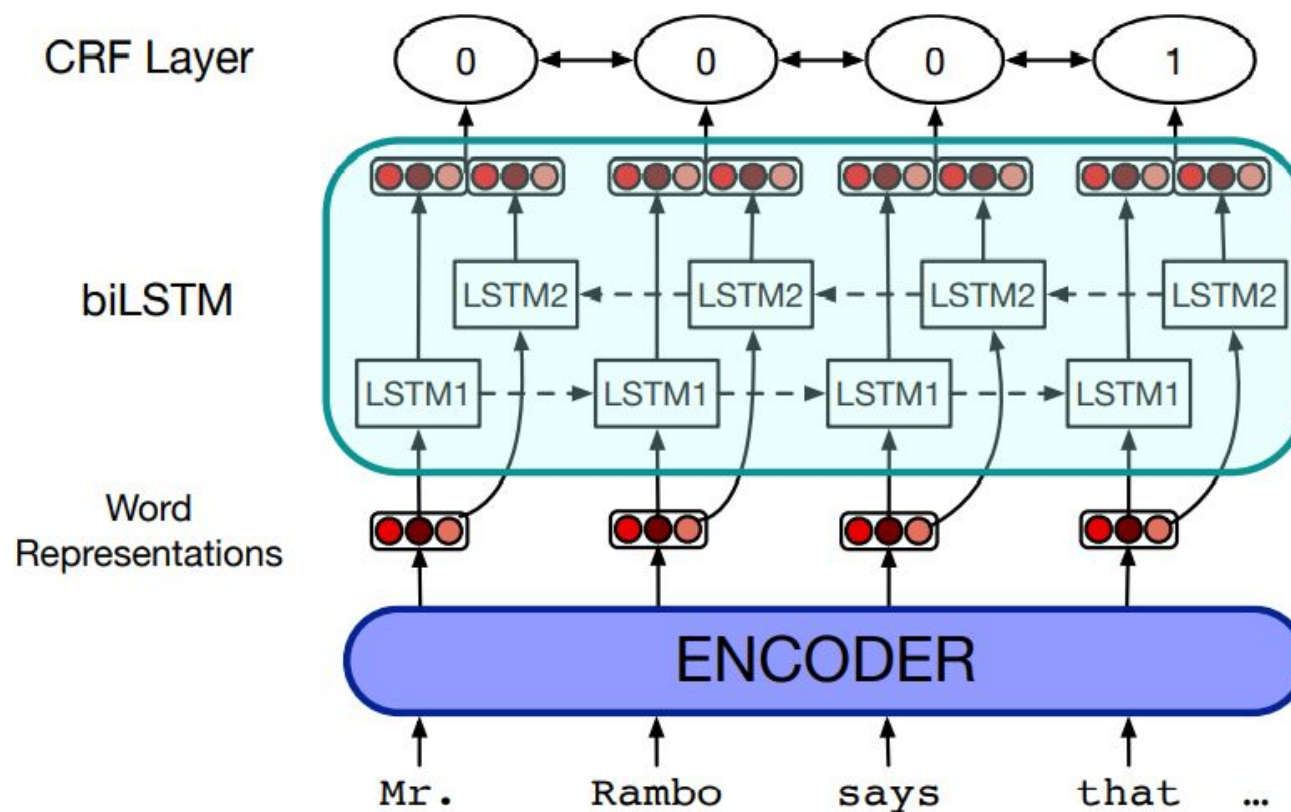 CRF Layer
0 0 0 1
biLSTM
LSTM2 LSTM2 LSTM2 LSTM2
LSTM1 LSTM1 LSTM1 LSTM1
Word
Representations
ENCODER
Mr. Rambo says that ...